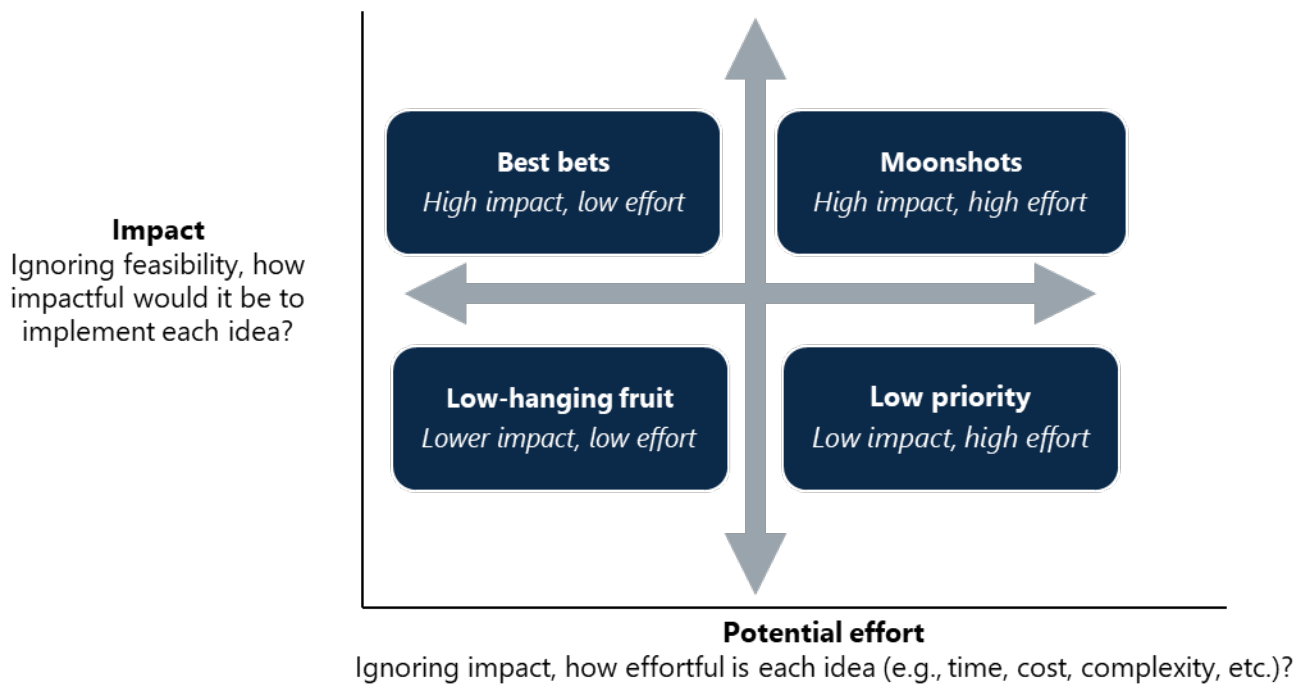 Best bets
High impact, low effort
Moonshots
High impact, high effort
Impact
Ignoring feasibility, how
impactful would it be to
implement each idea?
Low-hanging fruit
Lower impact, low effort
Low priority
Low impact, high effort
Potential effort
Ignoring impact, how effortful is each idea (e.g., time, cost, complexity, etc.)?